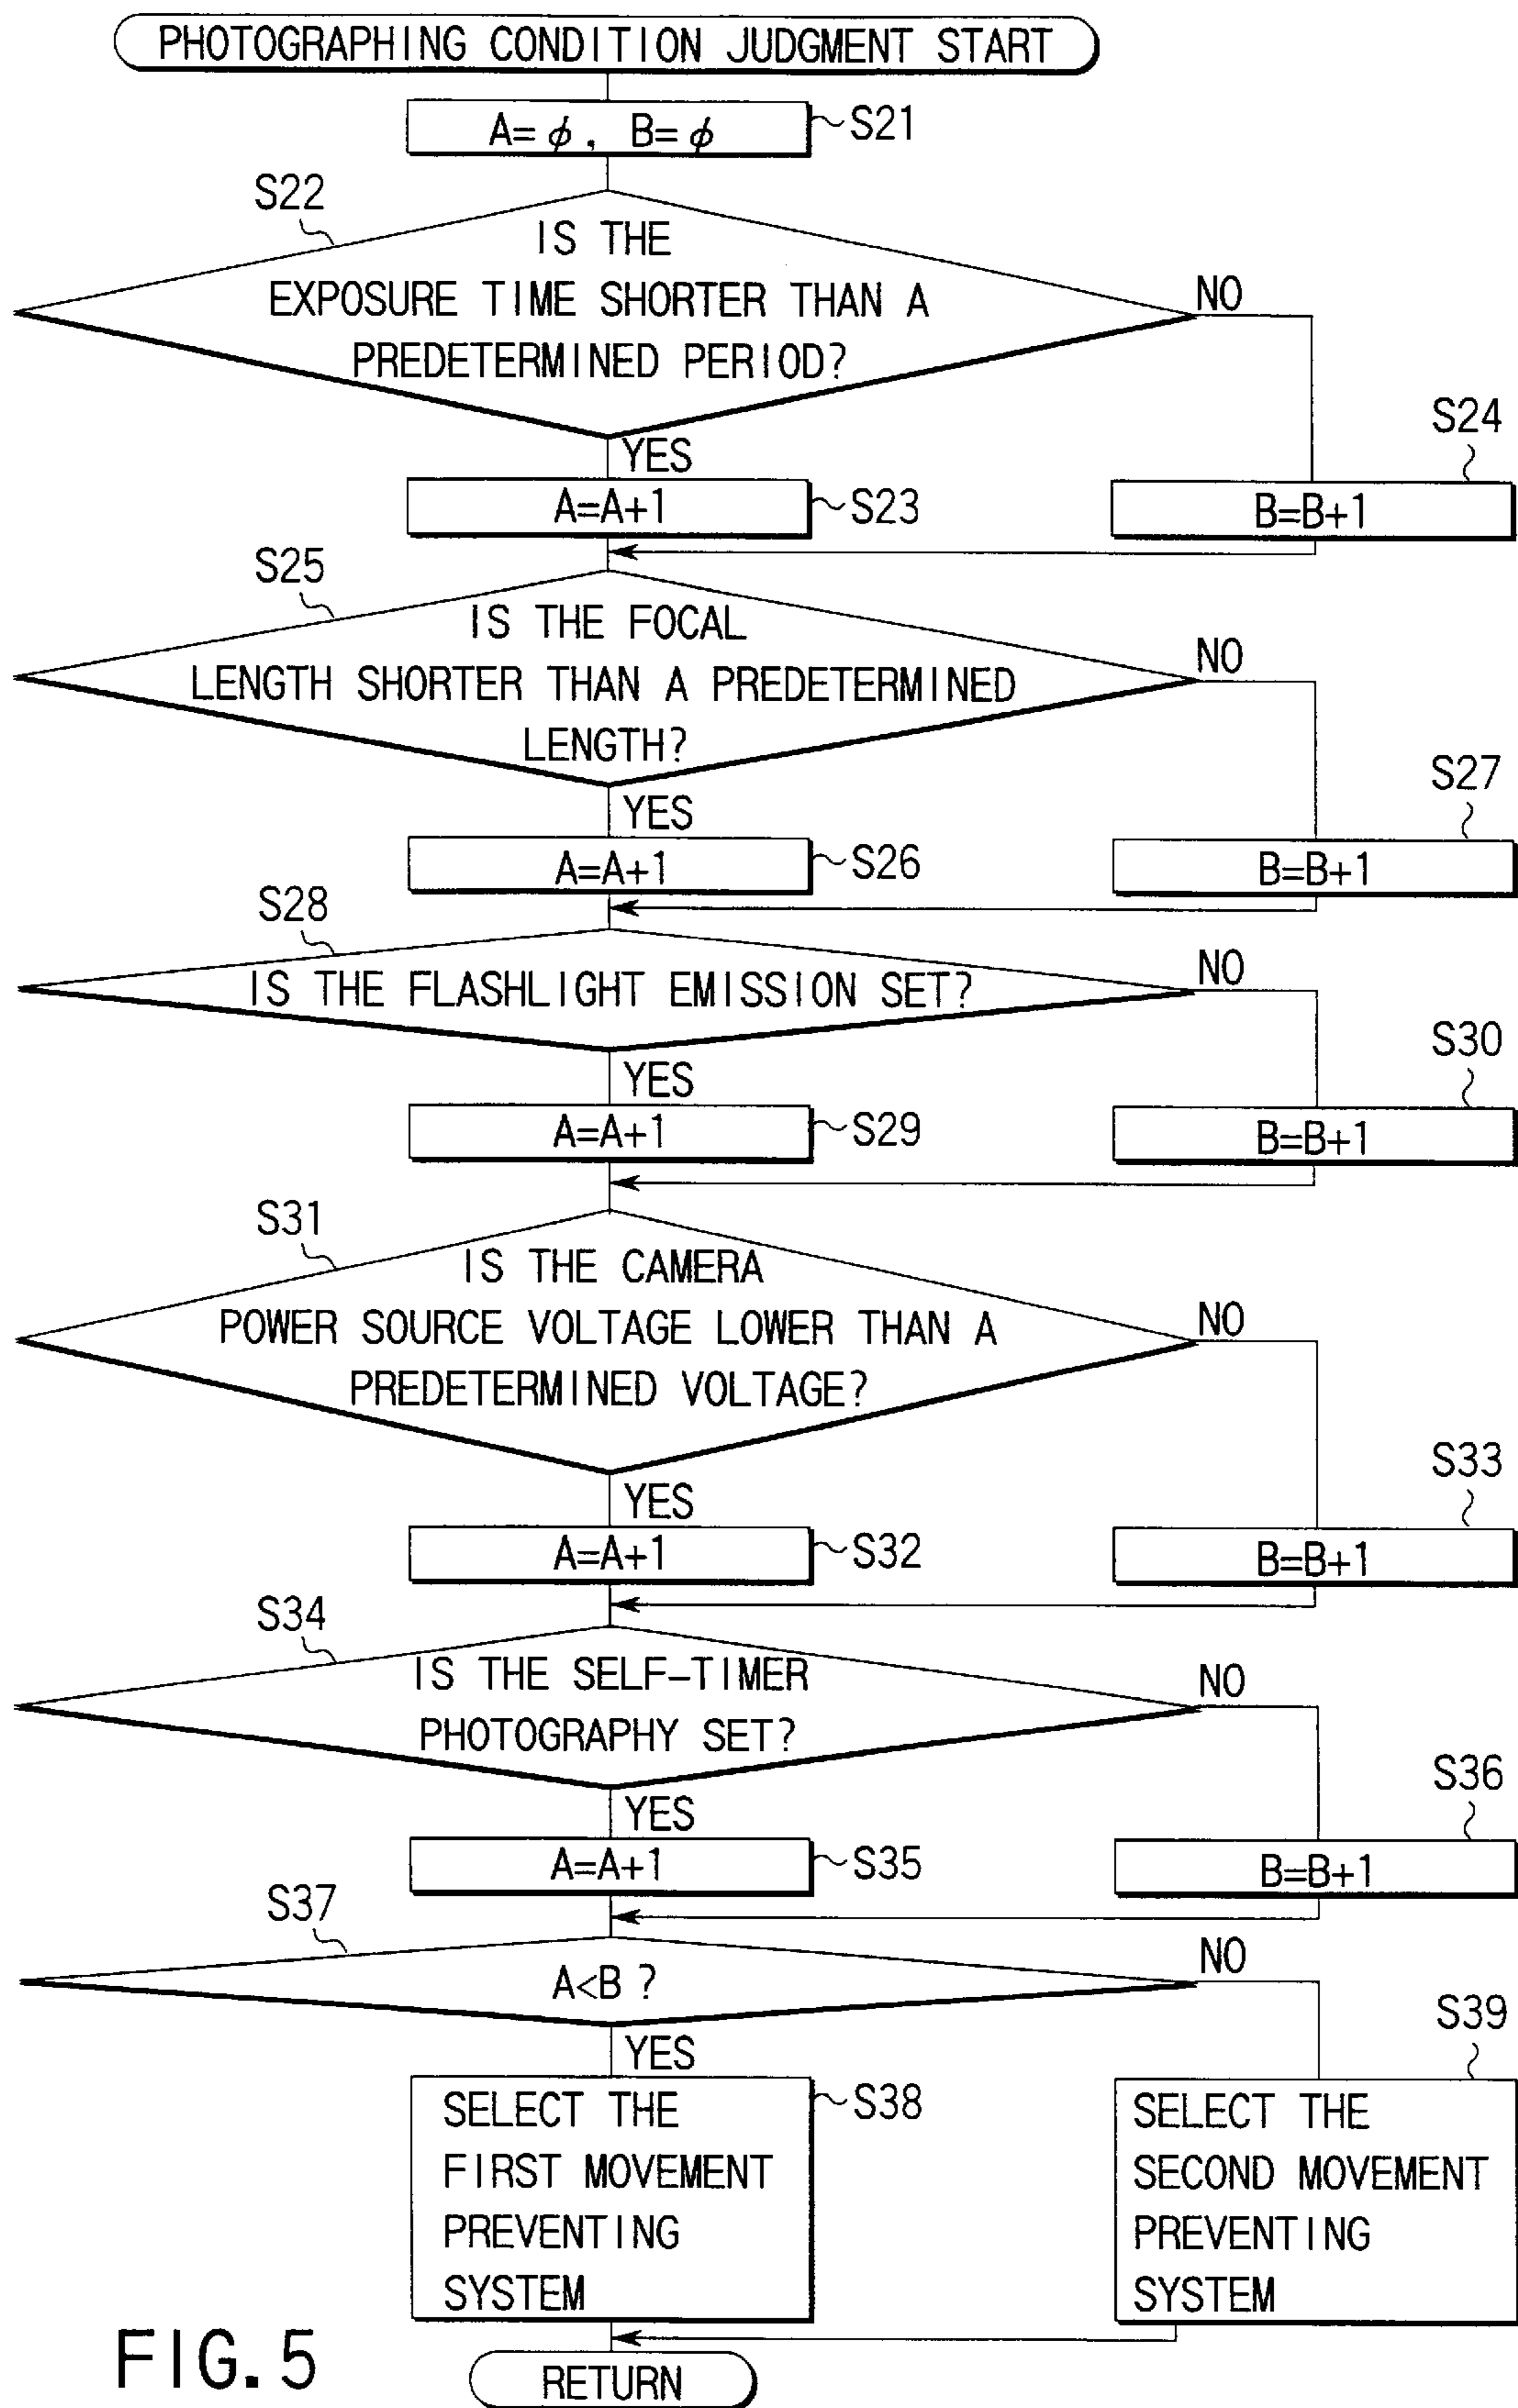 PHOTOGRAPHING CONDITION JUDGMENT START
A=ϕ, B=ϕ
S21
S22
IS THE
EXPOSURE TIME SHORTER THAN A
PREDETERMINED PERIOD?
NO
YES
S24
A=A+1
S23
B=B+1
S25
IS THE FOCAL
LENGTH SHORTER THAN A PREDETERMINED
LENGTH?
NO
YES
S27
A=A+1
S26
B=B+1
S28
IS THE FLASHLIGHT EMISSION SET?
NO
YES
S30
A=A+1
S29
B=B+1
S31
IS THE CAMERA
POWER SOURCE VOLTAGE LOWER THAN A
PREDETERMINED VOLTAGE?
NO
YES
S33
A=A+1
S32
B=B+1
S34
IS THE SELF-TIMER
PHOTOGRAPHY SET?
NO
YES
S36
A=A+1
S35
B=B+1
S37
A<B ?
NO
YES
S39
SELECT THE
FIRST MOVEMENT
PREVENTING
SYSTEM
S38
SELECT THE
SECOND MOVEMENT
PREVENTING
SYSTEM
RETURN
FIG. 5